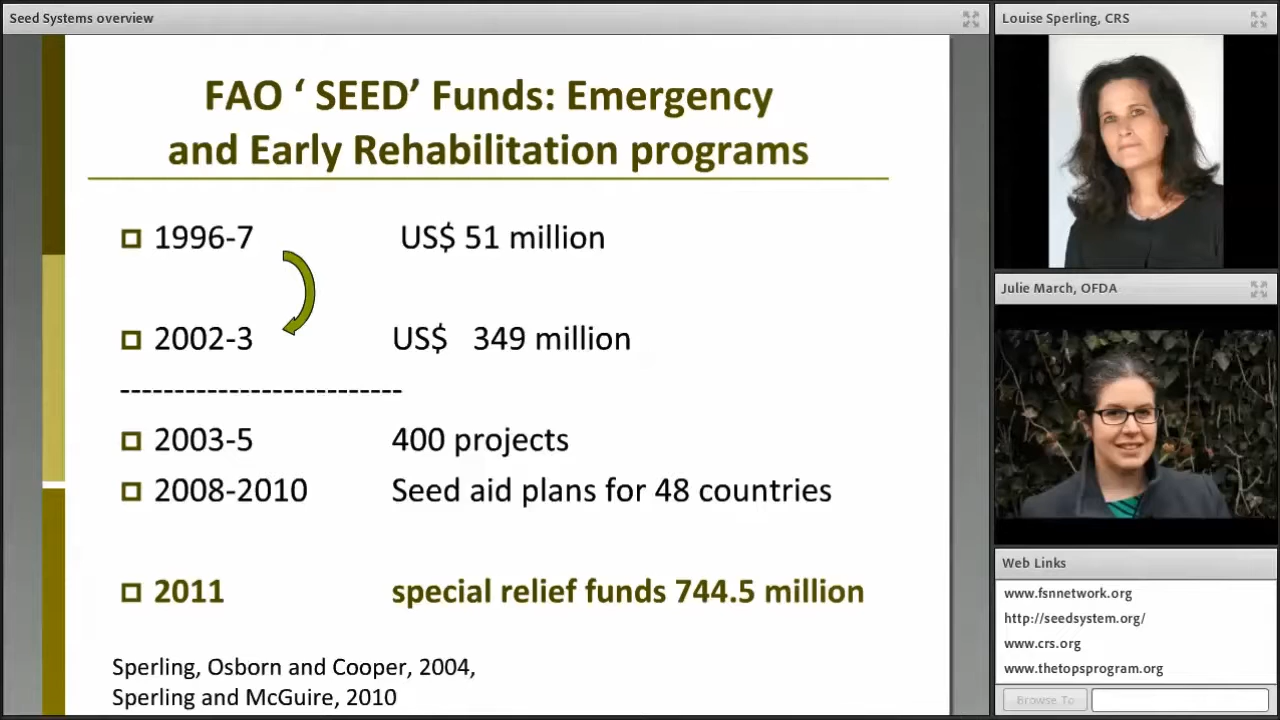 Seed Systems overview
FAO ‘ SEED’ Funds: Emergency
and Early Rehabilitation programs
1996-7 US$ 51 million
2002-3 US$ 349 million
--------------------------
2003-5 400 projects
2008-2010 Seed aid plans for 48 countries
2011 special relief funds 744.5 million
Sperling, Osborn and Cooper, 2004,
Sperling and McGuire, 2010
Louise Sperling, CRS
Julie March, OFDA
Web Links
www.fsnnetwork.org
http://seedsystem.org/
www.crs.org
www.thetopsprogram.org
Browse To